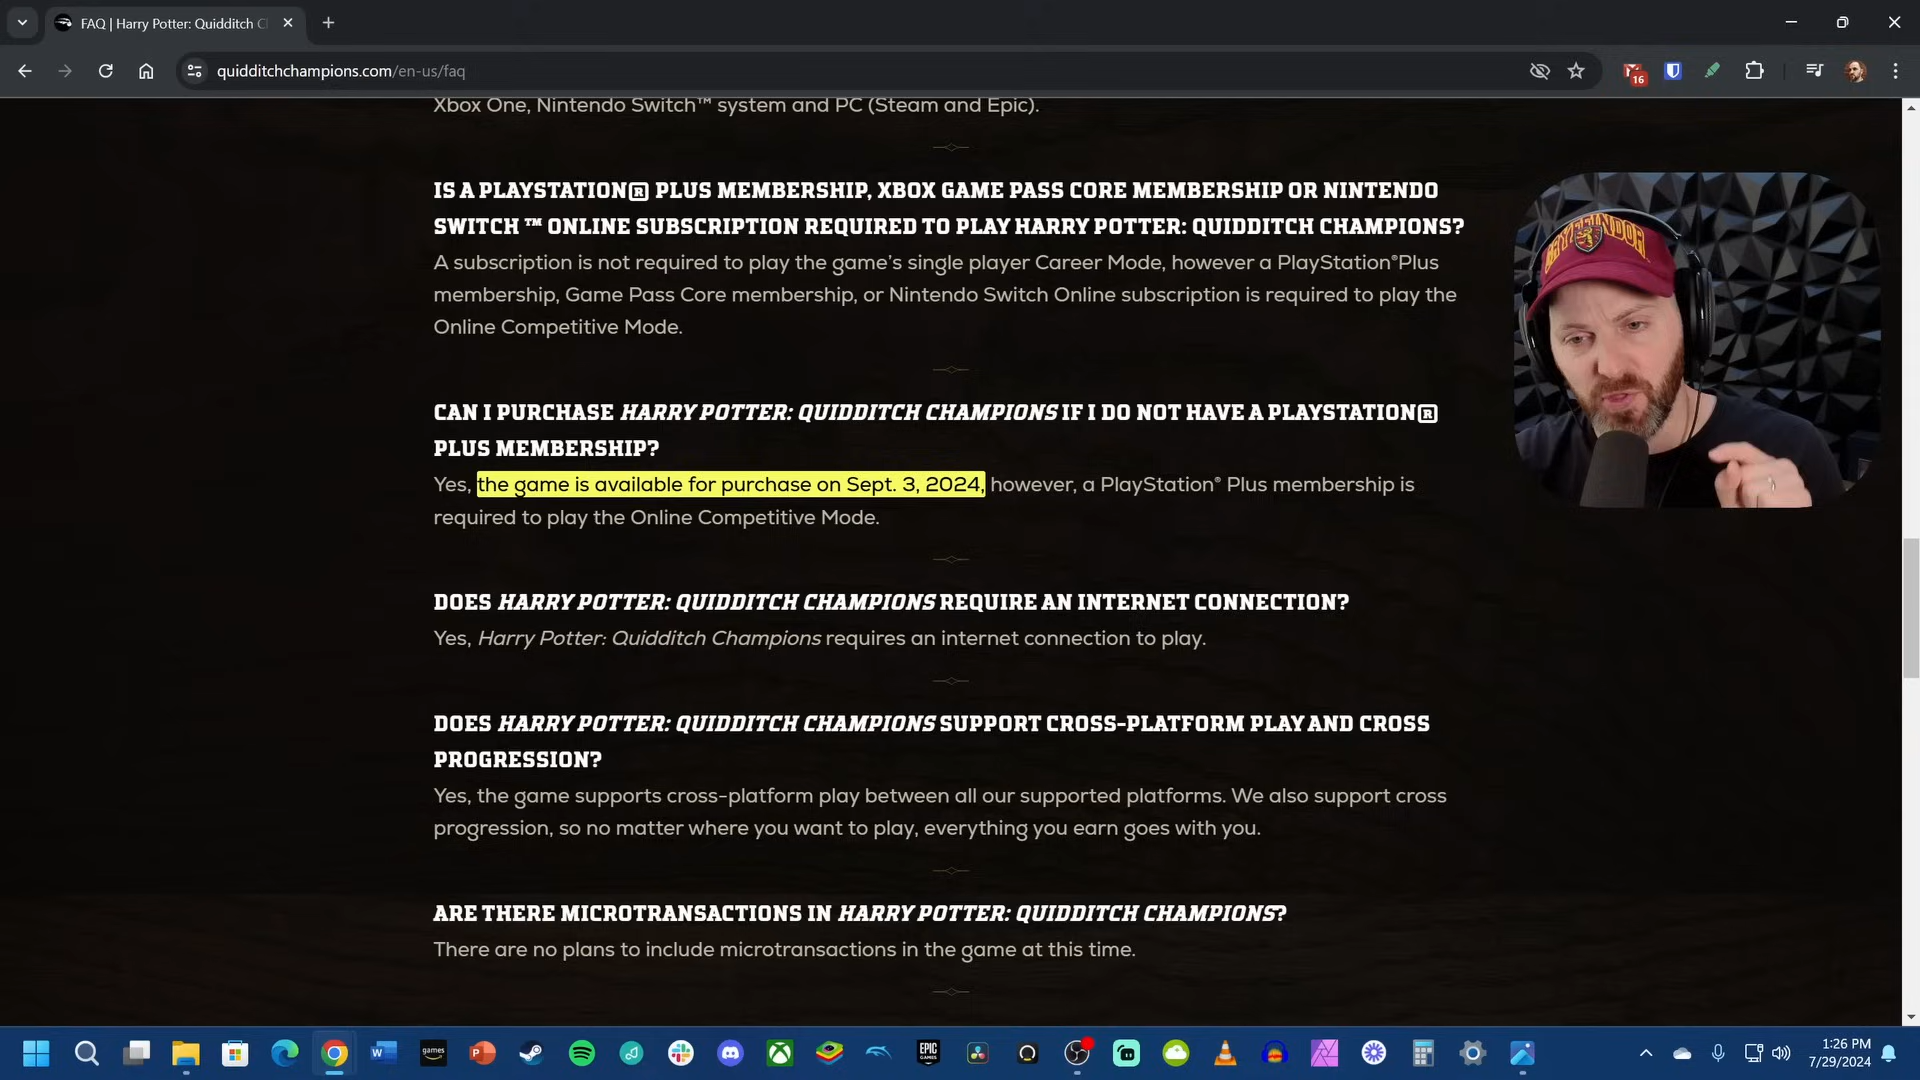 FAQ | Harry Potter: Quidditch C
quidditchchampions.com/en-us/faq
16
Xbox One, Nintendo Switch™ system and PC (Steam and Epic).
IS A PLAYSTATION® PLUS MEMBERSHIP, XBOX GAME PASS CORE MEMBERSHIP OR NINTENDO
SWITCH ™ ONLINE SUBSCRIPTION REQUIRED TO PLAY HARRY POTTER: QUIDDITCH CHAMPIONS?
A subscription is not required to play the game's single player Career Mode, however a PlayStation®Plus
membership, Game Pass Core membership, or Nintendo Switch Online subscription is required to play the
Online Competitive Mode.
GRYFFINDOR
CAN I PURCHASE HARRY POTTER: QUIDDITCH CHAMPIONS IF I DO NOT HAVE A PLAYSTATION®
PLUS MEMBERSHIP?
Yes, the game is available for purchase on Sept. 3, 2024, however, a PlayStation® Plus membership is
required to play the Online Competitive Mode.
DOES HARRY POTTER: QUIDDITCH CHAMPIONS REQUIRE AN INTERNET CONNECTION?
Yes, Harry Potter: Quidditch Champions requires an internet connection to play.
DOES HARRY POTTER: QUIDDITCH CHAMPIONS SUPPORT CROSS-PLATFORM PLAY AND CROSS
PROGRESSION?
Yes, the game supports cross-platform play between all our supported platforms. We also support cross
progression, so no matter where you want to play, everything you earn goes with you.
ARE THERE MICROTRANSACTIONS IN HARRY POTTER: QUIDDITCH CHAMPIONS?
There are no plans to include microtransactions in the game at this time.
games
EPIC
GAMES
1:26 PM
7/29/2024